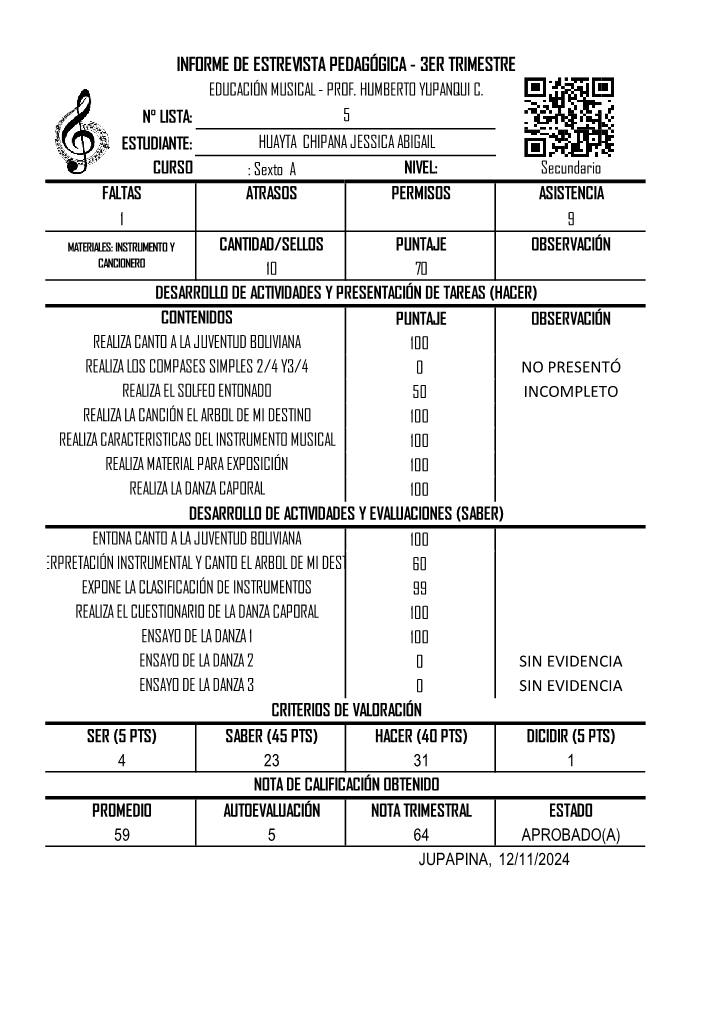 INFORME DE ESTREVISTA PEDAGÓGICA - 3ER TRIMESTRE
EDUCACIÓN MUSICAL - PROF. HUMBERTO YUPANQUI C.
Nº LISTA: 5
ESTUDIANTE: HUAYTA CHIPANA JESSICA ABIGAIL
CURSO : Sexto A NIVEL: Secundario
FALTAS ATRASOS PERMISOS ASISTENCIA
1 9
MATERIALES: INSTRUMENTO Y CANCIONERO CANTIDAD/SELLOS PUNTAJE OBSERVACIÓN
10 70
DESARROLLO DE ACTIVIDADES Y PRESENTACIÓN DE TAREAS (HACER)
CONTENIDOS PUNTAJE OBSERVACIÓN
REALIZA CANTO A LA JUVENTUD BOLIVIANA 100
REALIZA LOS COMPASES SIMPLES 2/4 Y3/4 0 NO PRESENTÓ
REALIZA EL SOLFEO ENTONADO 50 INCOMPLETO
REALIZA LA CANCIÓN EL ARBOL DE MI DESTINO 100
REALIZA CARACTERISTICAS DEL INSTRUMENTO MUSICAL 100
REALIZA MATERIAL PARA EXPOSICIÓN 100
REALIZA LA DANZA CAPORAL 100
DESARROLLO DE ACTIVIDADES Y EVALUACIONES (SABER)
ENTONA CANTO A LA JUVENTUD BOLIVIANA 100
ERPRETACIÓN INSTRUMENTAL Y CANTO EL ARBOL DE MI DEST 60
EXPONE LA CLASIFICACIÓN DE INSTRUMENTOS 99
REALIZA EL CUESTIONARIO DE LA DANZA CAPORAL 100
ENSAYO DE LA DANZA 1 100
ENSAYO DE LA DANZA 2 0 SIN EVIDENCIA
ENSAYO DE LA DANZA 3 0 SIN EVIDENCIA
CRITERIOS DE VALORACIÓN
SER (5 PTS) SABER (45 PTS) HACER (40 PTS) DICIDIR (5 PTS)
4 23 31 1
NOTA DE CALIFICACIÓN OBTENIDO
PROMEDIO AUTOEVALUACIÓN NOTA TRIMESTRAL ESTADO
59 5 64 APROBADO(A)
JUPAPINA, 12/11/2024